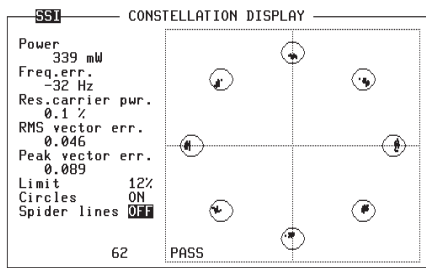 SSI CONSTELLATION DISPLAY
Power
339 mW
Freq.err.
-32 Hz
Res.carrier pwr.
0.1 %
RMS vector err.
0.046
Peak vector err.
0.089
Limit 12%
Circles ON
Spider lines OFF
62 PASS